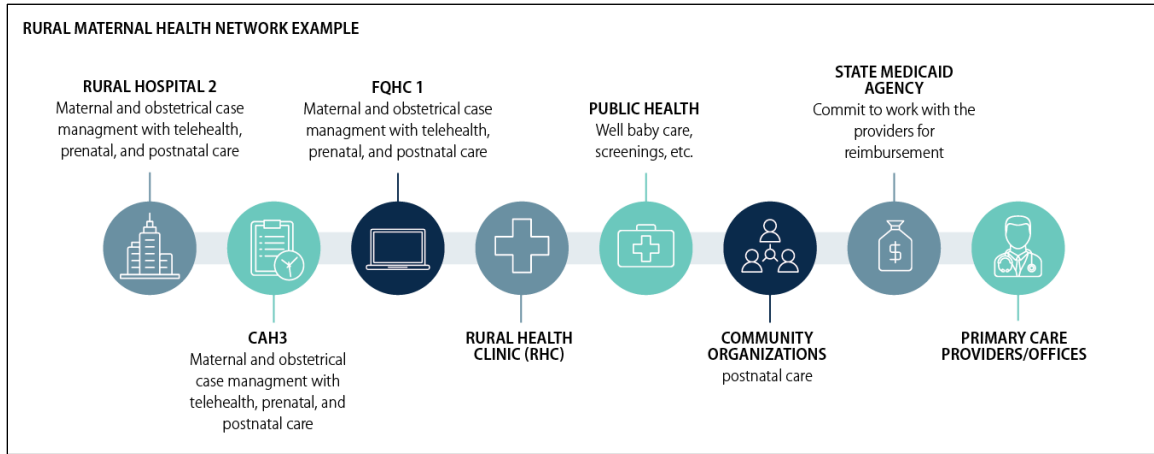 RURAL MATERNAL HEALTH NETWORK EXAMPLE
RURAL HOSPITAL 2
Maternal and obstetrical case
managment with telehealth,
prenatal, and postnatal care
FQHC 1
Maternal and obstetrical case
managment with telehealth,
prenatal, and postnatal care
PUBLIC HEALTH
Well baby care,
screenings, etc.
STATE MEDICAID
AGENCY
Commit to work with the
providers for
reimbursement
$
CAH3
Maternal and obstetrical
case managment with
telehealth, prenatal, and
postnatal care
RURAL HEALTH
CLINIC (RHC)
COMMUNITY
ORGANIZATIONS
postnatal care
PRIMARY CARE
PROVIDERS/OFFICES